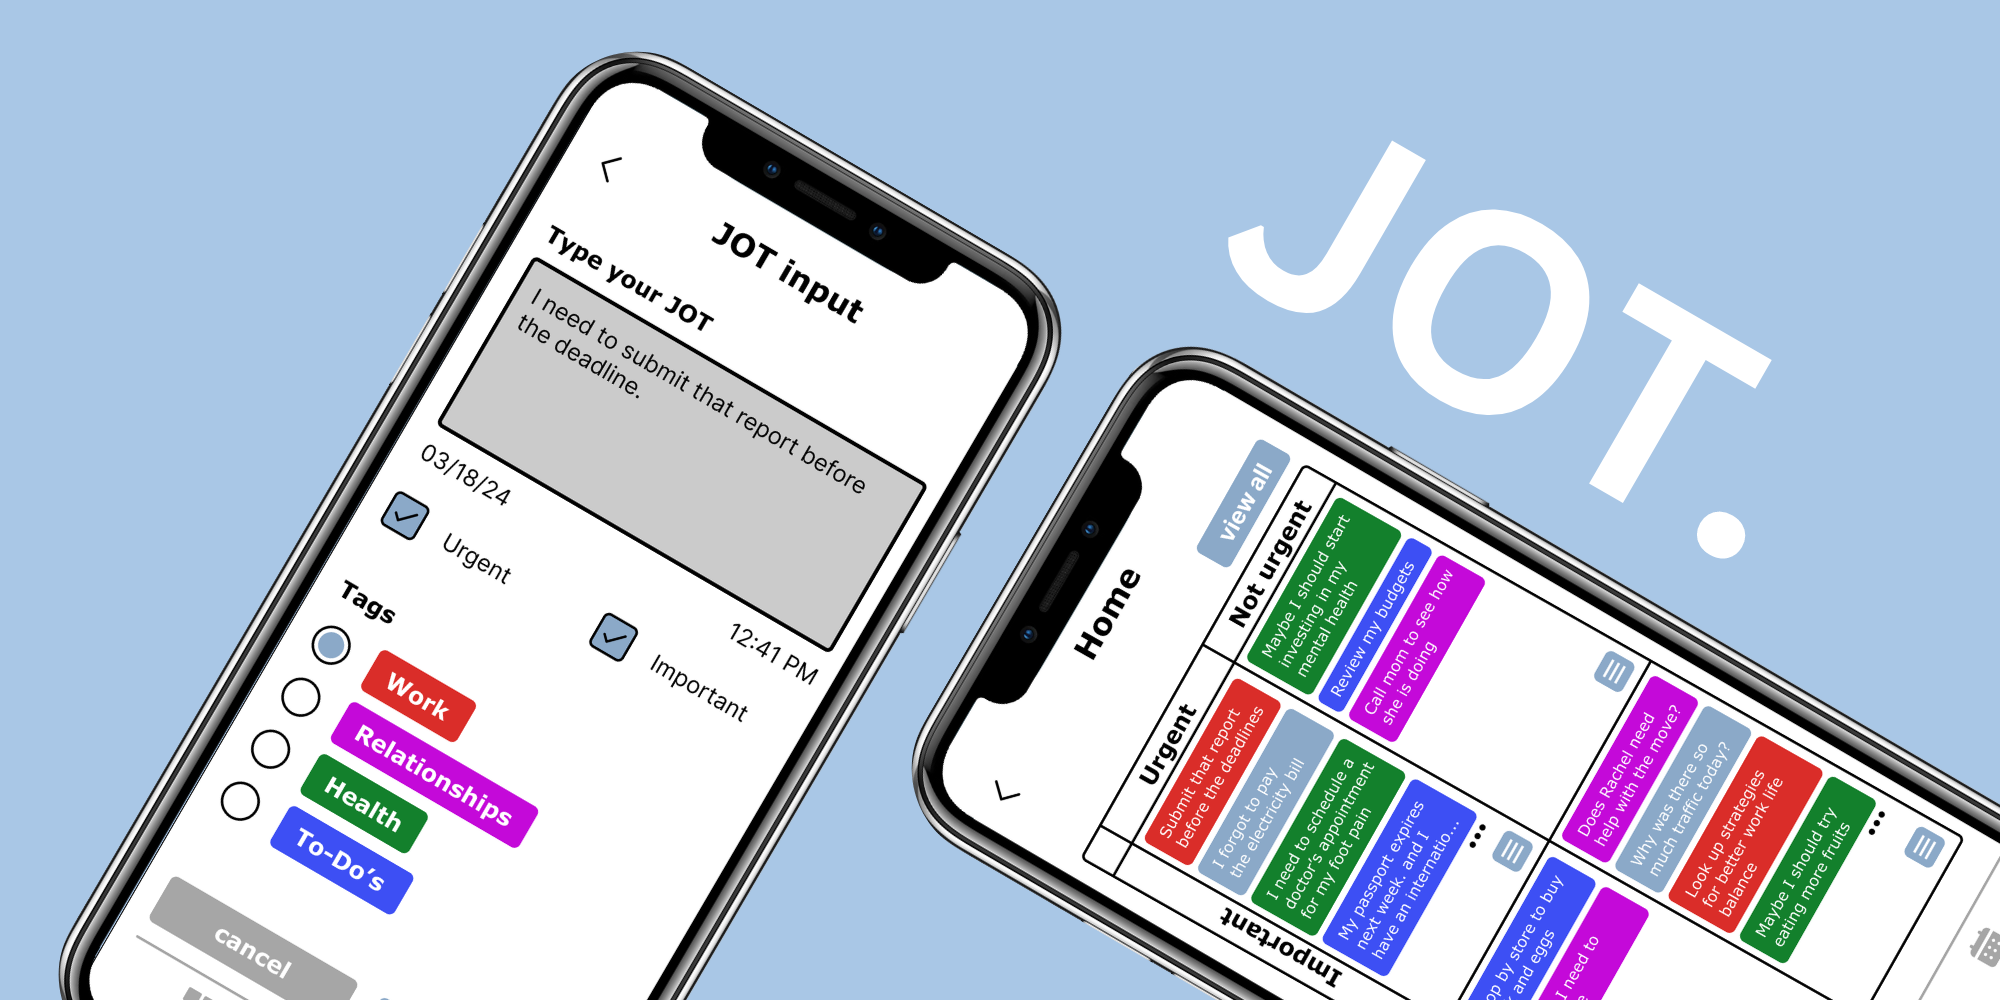 JOT input
Type your JOT
I need to submit that report before
the deadline.
03/18/24
12:41 PM
Urgent
Important
Tags
Work
Relationships
Health
To-Do’s
cancel
JOT.
Home
view all
Urgent
Not urgent
Important
Submit that report
before the deadlines
I forgot to pay
the electricity bill
I need to schedule a
doctor’s appointment
for my foot pain
My passport expires
next week, and I
have an internatio...
Maybe I should start
investing in my
mental health
Review my budgets
Call mom to see how
she is doing
by store to buy
and eggs
I need to
Does Rachel need
help with the move?
Why was there so
much traffic today?
Look up strategies
for better work life
balance
Maybe I should try
eating more fruits